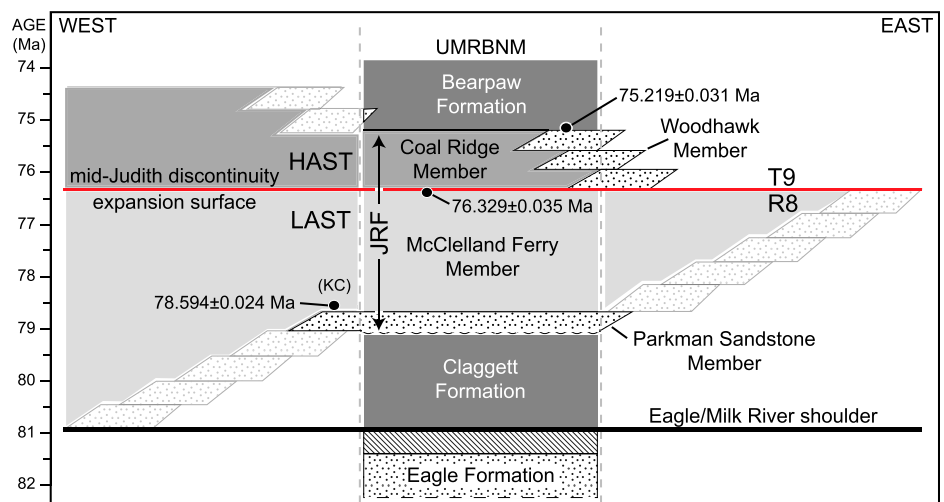 AGE
(Ma)
WEST
EAST
UMRBNM
74
75
76
77
78
79
80
81
82
Bearpaw
Formation
75.219±0.031 Ma
Woodhawk
Member
Coal Ridge
Member
HAST
mid-Judith discontinuity
expansion surface
T9
R8
LAST
76.329±0.035 Ma
JRF
McClelland Ferry
Member
(KC)
78.594±0.024 Ma
Parkman Sandstone
Member
Claggett
Formation
Eagle/Milk River shoulder
Eagle Formation